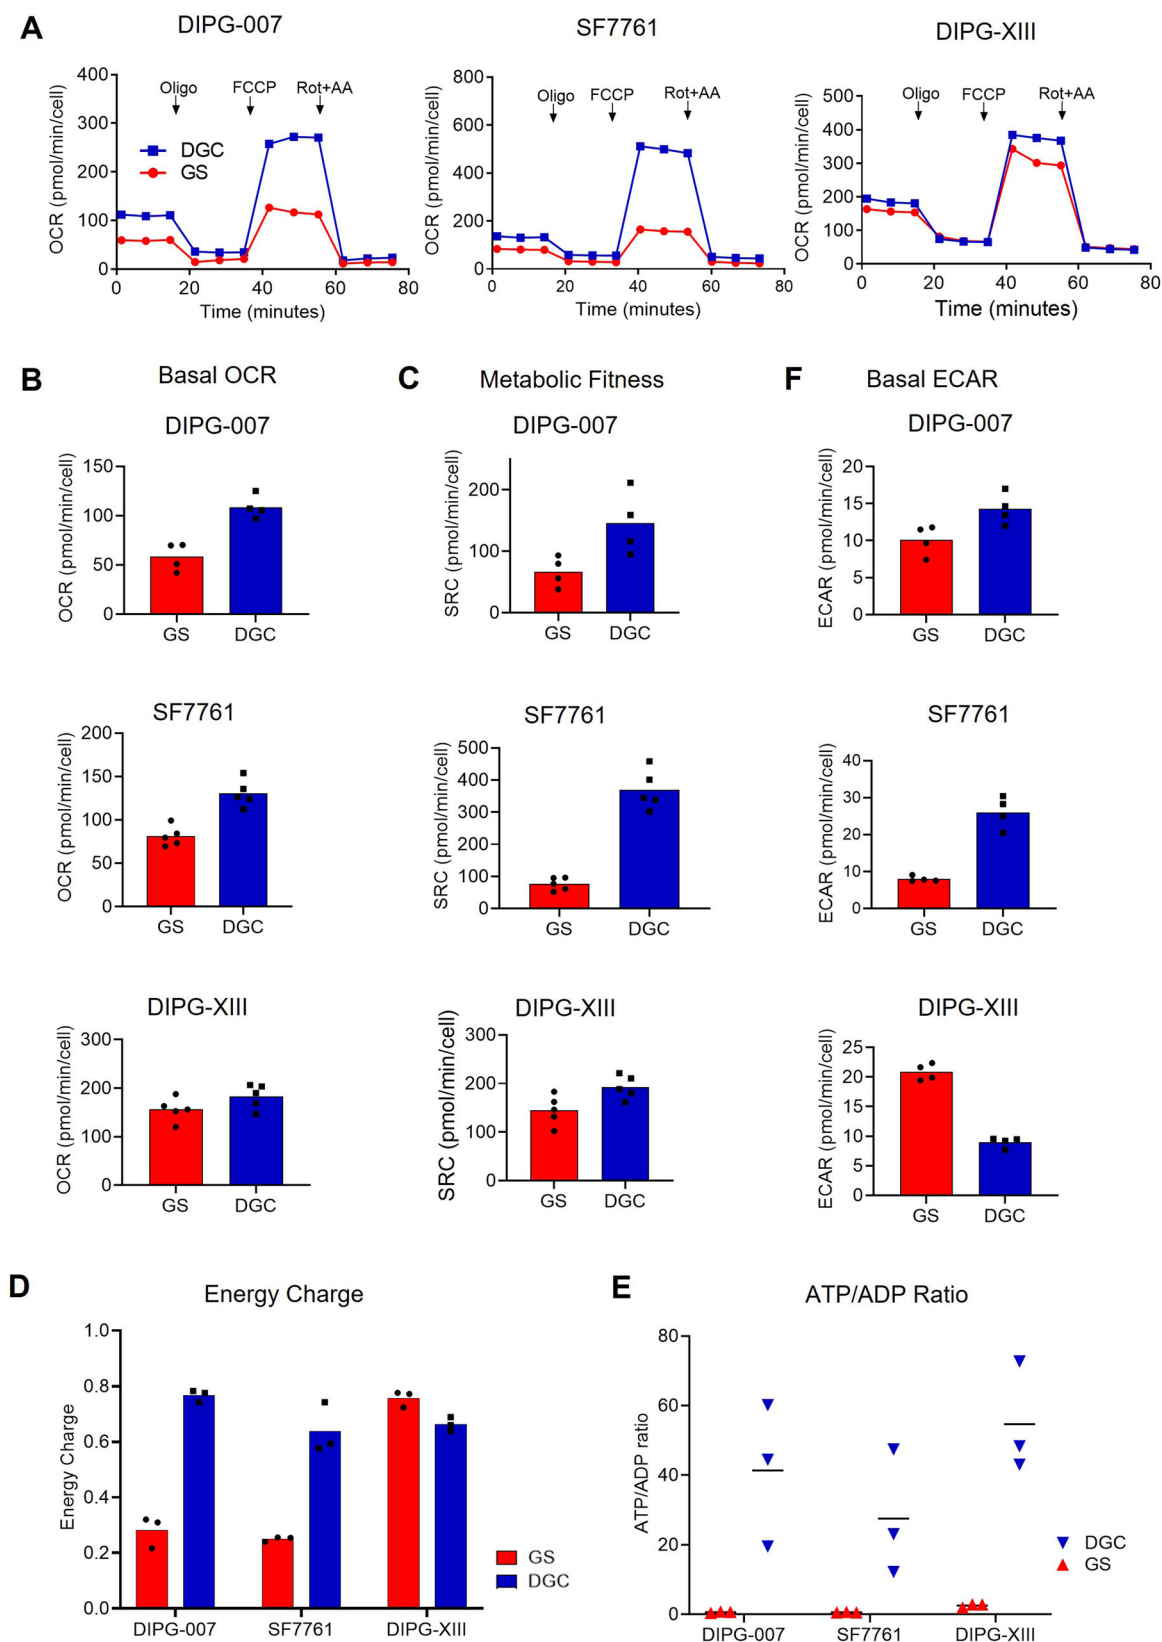 A
DIPG-007
SF7761
DIPG-XIII
OCR (pmol/min/cell)
400
300
200
100
0
Oligo
FCCP
Rot+AA
DGC
GS
0
20
40
60
80
Time (minutes)
OCR (pmol/min/cell)
800
600
400
200
0
Oligo
FCCP
Rot+AA
0
20
40
60
80
Time (minutes)
OCR (pmol/min/cell)
500
400
300
200
100
0
Oligo
FCCP
Rot+AA
0
20
40
60
80
Time (minutes)
B
Basal OCR
DIPG-007
OCR (pmol/min/cell)
150
100
50
0
GS
DGC
SF7761
OCR (pmol/min/cell)
200
150
100
50
0
GS
DGC
DIPG-XIII
OCR (pmol/min/cell)
300
200
100
0
GS
DGC
C
Metabolic Fitness
DIPG-007
SRC (pmol/min/cell)
200
100
0
GS
DGC
SF7761
SRC (pmol/min/cell)
500
400
300
200
100
0
GS
DGC
DIPG-XIII
SRC (pmol/min/cell)
300
200
100
0
GS
DGC
F
Basal ECAR
DIPG-007
ECAR (pmol/min/cell)
20
15
10
5
0
GS
DGC
SF7761
ECAR (pmol/min/cell)
40
30
20
10
0
GS
DGC
DIPG-XIII
ECAR (pmol/min/cell)
25
20
15
10
5
0
GS
DGC
D
Energy Charge
Energy Charge
1.0
0.8
0.6
0.4
0.2
0.0
DIPG-007
SF7761
DIPG-XIII
GS
DGC
E
ATP/ADP Ratio
ATP/ADP ratio
80
60
40
20
0
DIPG-007
SF7761
DIPG-XIII
DGC
GS